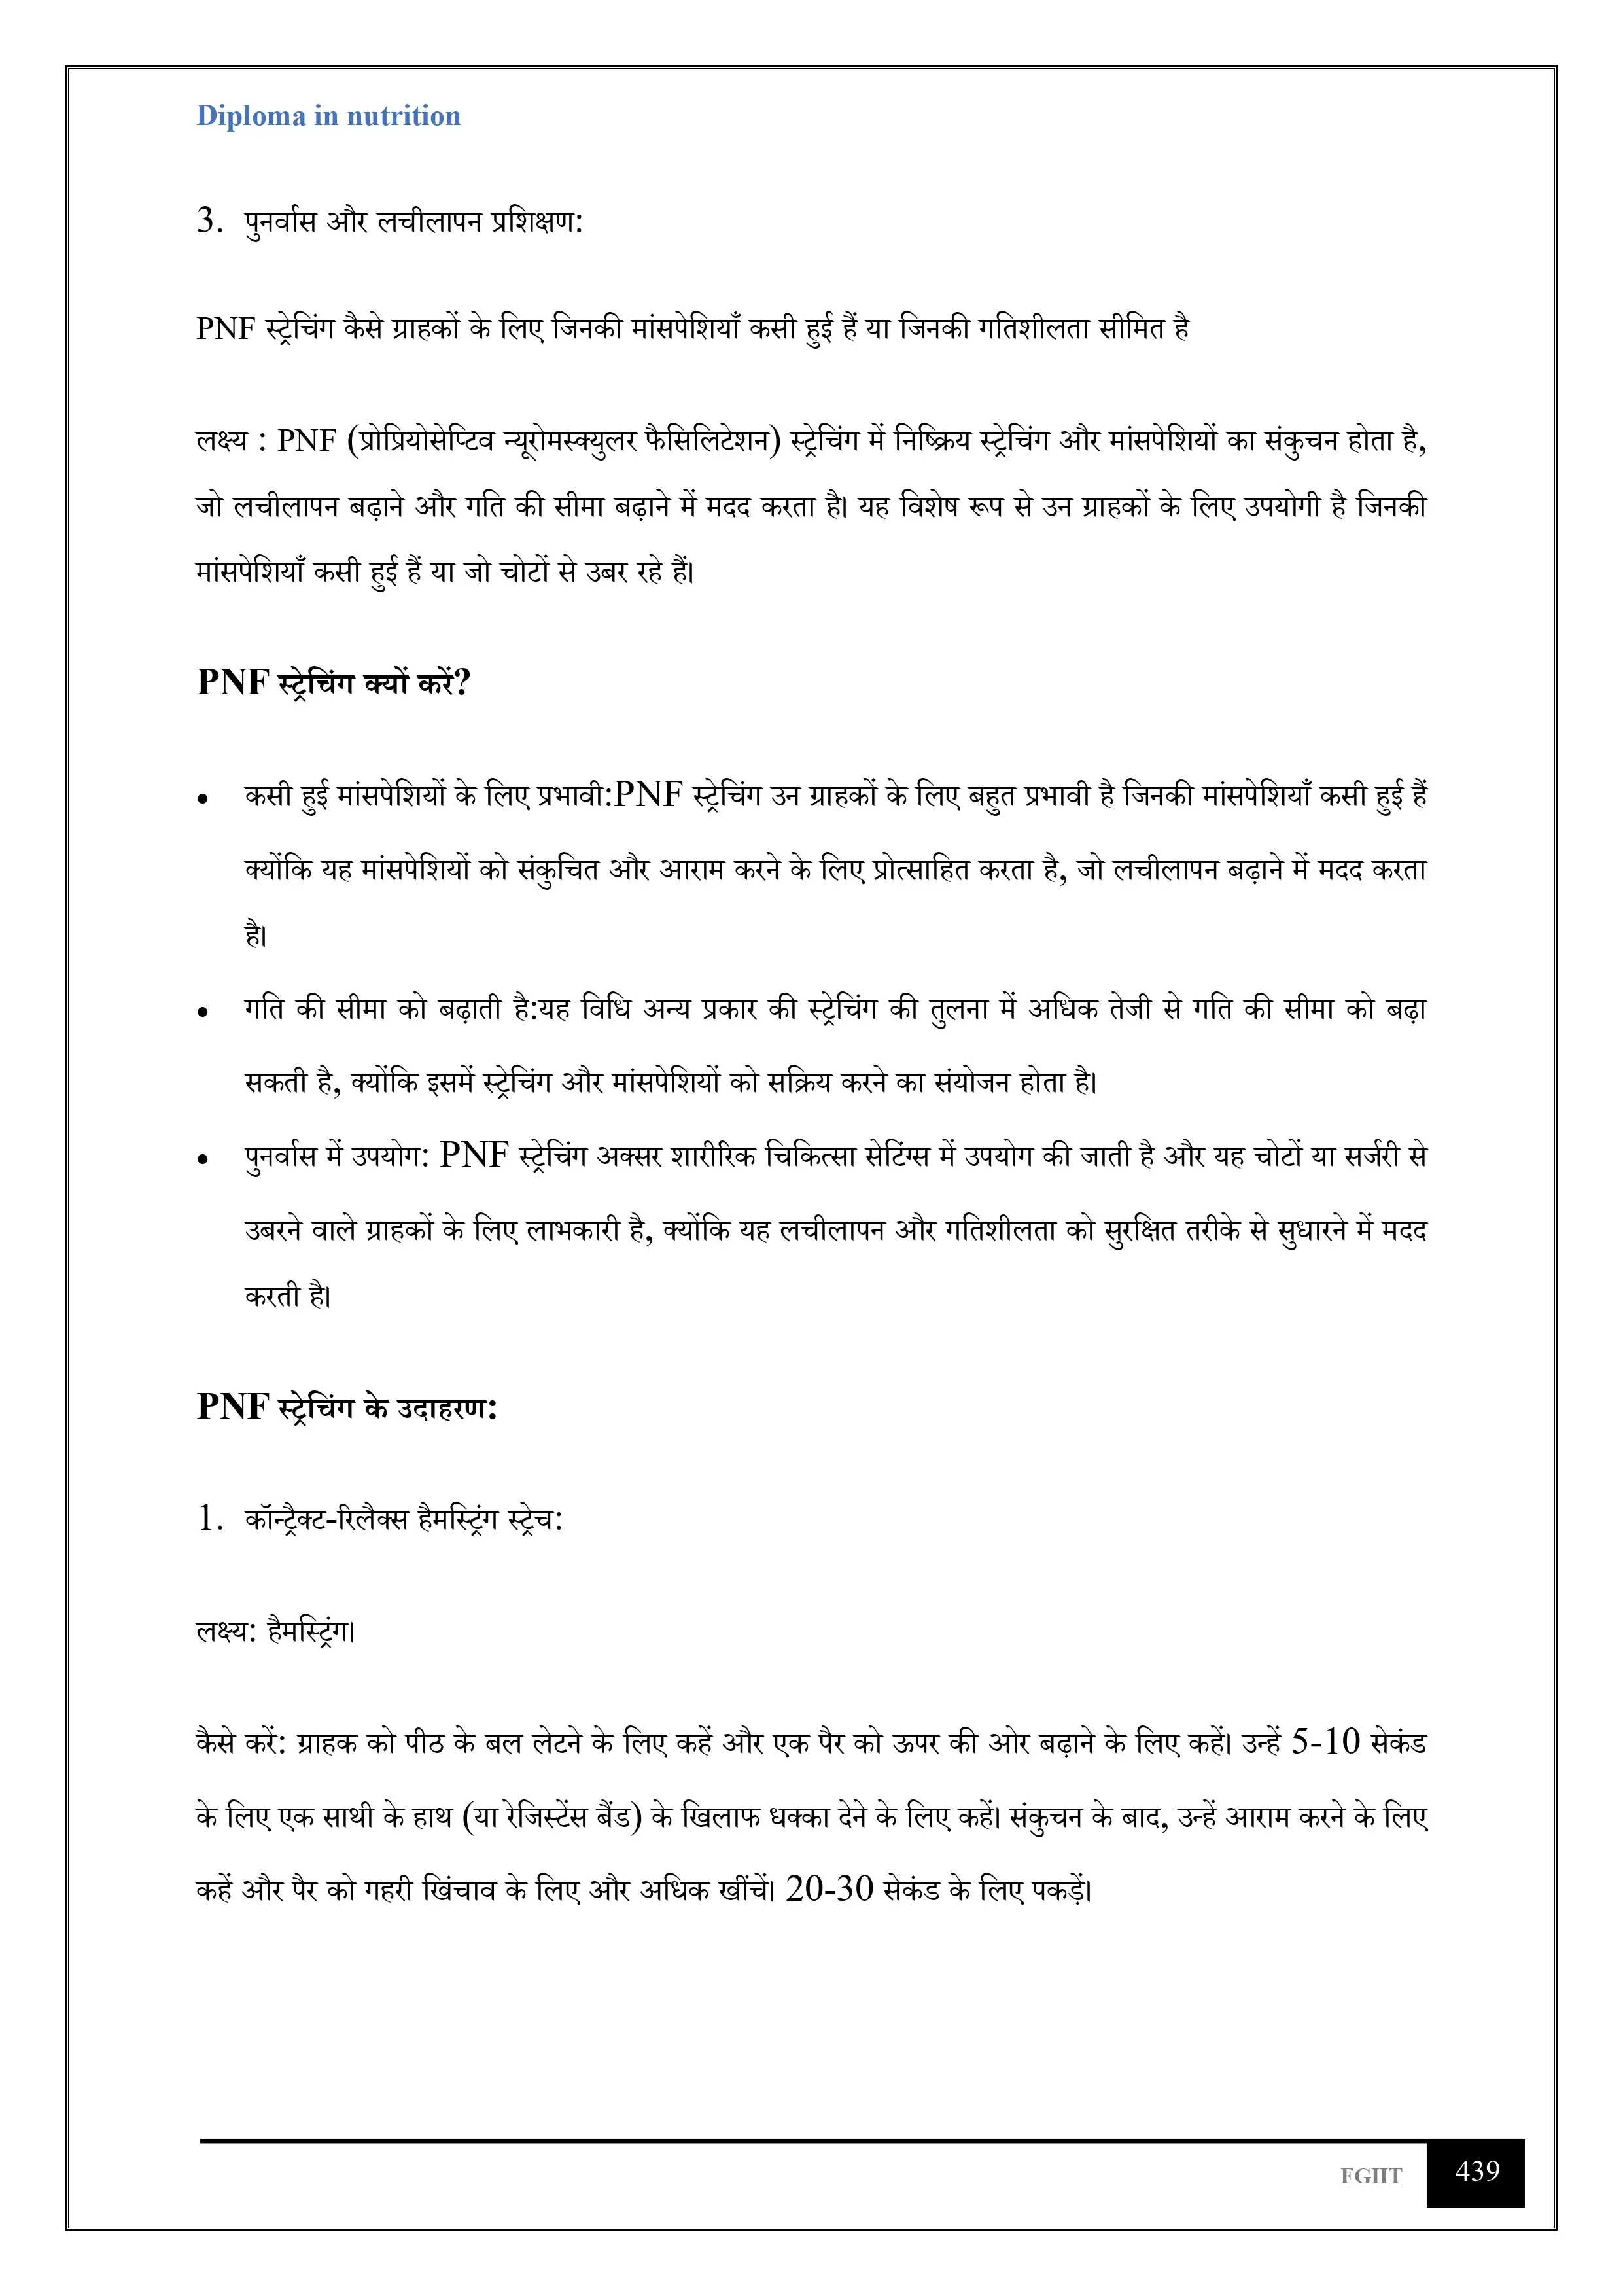 Diploma in nutrition
3. पुनर्वास और लचीलापन प्रशिक्षण:
PNF स्ट्रेचिंग कैसे ग्राहकों के लिए जिनकी मांसपेशियाँ कसी हुई हैं या जिनकी गतिशीलता सीमित है
लक्ष्य : PNF (प्रोप्रियोसेप्टिव न्यूरोमस्क्युलर फैसिलिटेशन) स्ट्रेचिंग में निष्क्रिय स्ट्रेचिंग और मांसपेशियों का संकुचन होता है,
जो लचीलापन बढ़ाने और गति की सीमा बढ़ाने में मदद करता है। यह विशेष रूप से उन ग्राहकों के लिए उपयोगी है जिनकी
मांसपेशियाँ कसी हुई हैं या जो चोटों से उबर रहे हैं।
PNF स्ट्रेचिंग क्यों करें?
• कसी हुई मांसपेशियों के लिए प्रभावी:PNF स्ट्रेचिंग उन ग्राहकों के लिए बहुत प्रभावी है जिनकी मांसपेशियाँ कसी हुई हैं
क्योंकि यह मांसपेशियों को संकुचित और आराम करने के लिए प्रोत्साहित करता है, जो लचीलापन बढ़ाने में मदद करता
है।
• गति की सीमा को बढ़ाती है:यह विधि अन्य प्रकार की स्ट्रेचिंग की तुलना में अधिक तेजी से गति की सीमा को बढ़ा
सकती है, क्योंकि इसमें स्ट्रेचिंग और मांसपेशियों को सक्रिय करने का संयोजन होता है।
• पुनर्वास में उपयोग: PNF स्ट्रेचिंग अक्सर शारीरिक चिकित्सा सेटिंग्स में उपयोग की जाती है और यह चोटों या सर्जरी से
उबरने वाले ग्राहकों के लिए लाभकारी है, क्योंकि यह लचीलापन और गतिशीलता को सुरक्षित तरीके से सुधारने में मदद
करती है।
PNF स्ट्रेचिंग के उदाहरण:
1. कॉन्ट्रैक्ट-रिलैक्स हैमस्ट्रिंग स्ट्रेच:
लक्ष्य: हैमस्ट्रिंग।
कैसे करें: ग्राहक को पीठ के बल लेटने के लिए कहें और एक पैर को ऊपर की ओर बढ़ाने के लिए कहें। उन्हें 5-10 सेकंड
के लिए एक साथी के हाथ (या रेजिस्टेंस बैंड) के खिलाफ धक्का देने के लिए कहें। संकुचन के बाद, उन्हें आराम करने के लिए
कहें और पैर को गहरी खिंचाव के लिए और अधिक खींचें। 20-30 सेकंड के लिए पकड़ें।
FGIIT 439